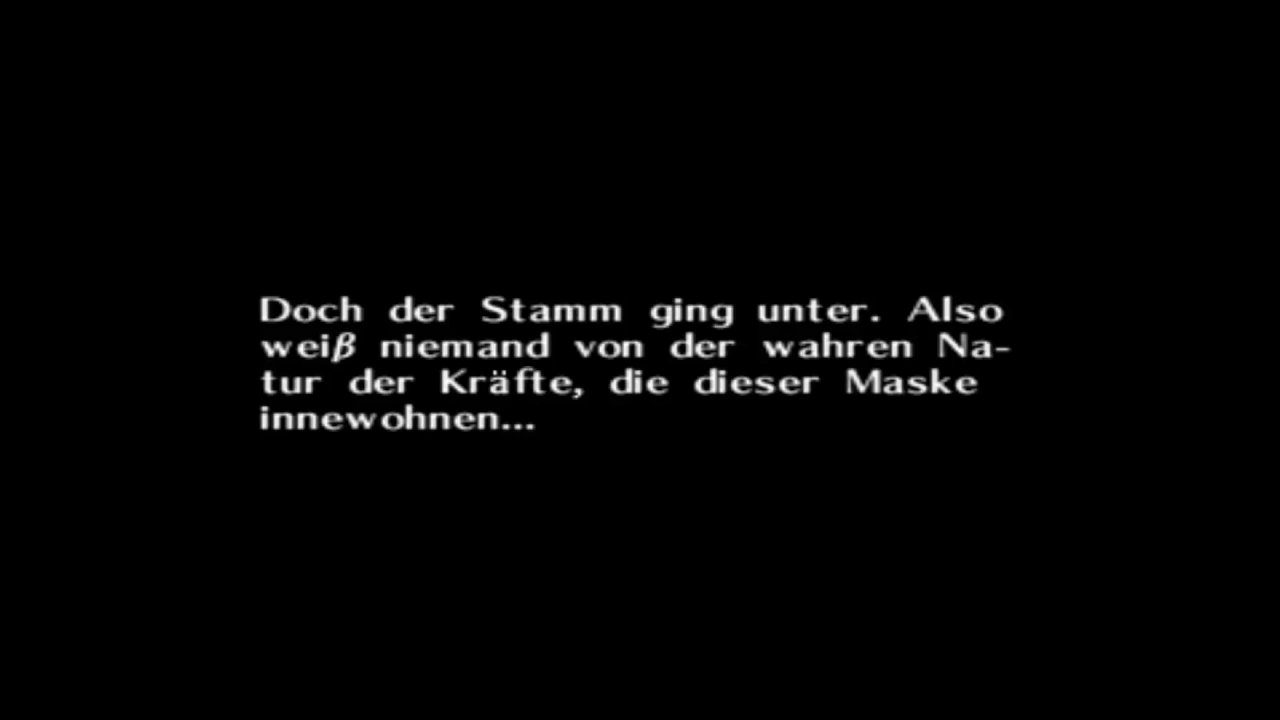 Doch der Stamm ging unter. Also
weiß niemand von der wahren Na-
tur der Kräfte, die dieser Maske
innewohnen...